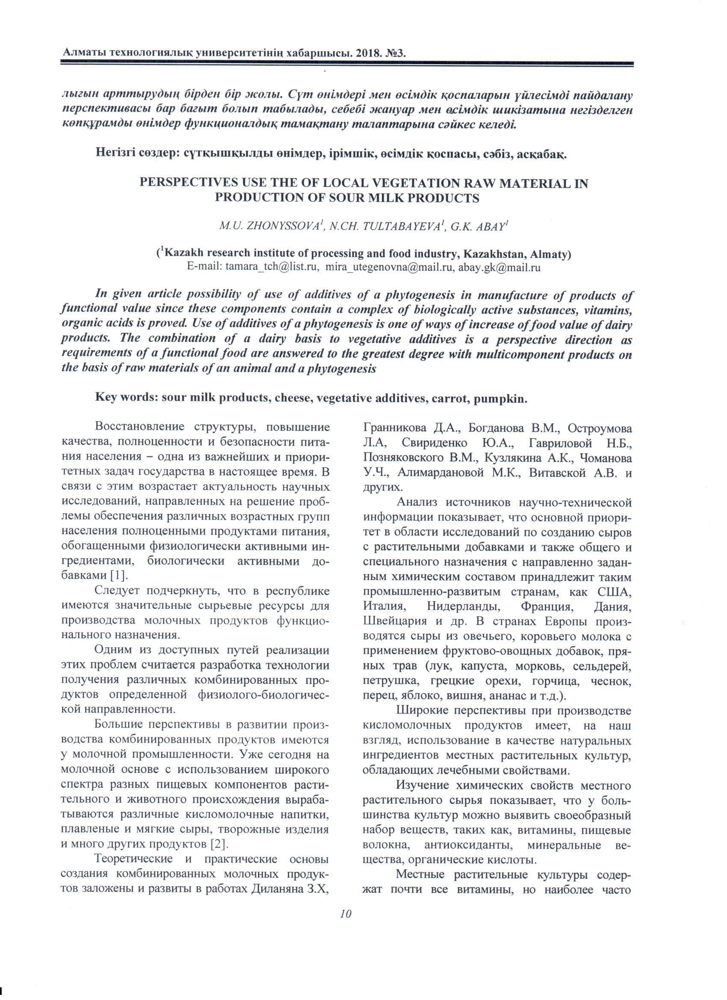 Алматы технологиялық университетінің хабаршысы. 2018. №3.
лығын арттырудың бірден бір жолы. Сүт өнімдері мен өсімдік қоспаларын үйлесімді пайдалану
перспективасы бар бағыт болып табылады, себебі жануар мен өсімдік шикізатына негізделген
көпқұрамды өнімдер функционалдық тамақтану талаптарына сәйкес келеді.
Негізгі сөздер: сүтқышқылды өнімдер, ірімшік, өсімдік қоспасы, сәбіз, асқабақ.
PERSPECTIVES USE THE OF LOCAL VEGETATION RAW MATERIAL IN
PRODUCTION OF SOUR MILK PRODUCTS
M.U. ZHONYSSOVA¹, N.CH. TULTABAYEVA¹, G.K. ABAY¹
(¹Kazakh research institute of processing and food industry, Kazakhstan, Almaty)
E-mail: tamara_tch@list.ru, mira_utegenovna@mail.ru, abay.gk@mail.ru
In given article possibility of use of additives of a phytogenesis in manufacture of products of
functional value since these components contain a complex of biologically active substances, vitamins,
organic acids is proved. Use of additives of a phytogenesis is one of ways of increase of food value of dairy
products. The combination of a dairy basis to vegetative additives is a perspective direction as
requirements of a functional food are answered to the greatest degree with multicomponent products on
the basis of raw materials of an animal and a phytogenesis
Key words: sour milk products, cheese, vegetative additives, carrot, pumpkin.
Восстановление структуры, повышение
качества, полноценности и безопасности пита-
ния населения – одна из важнейших и приори-
тетных задач государства в настоящее время. В
связи с этим возрастает актуальность научных
исследований, направленных на решение проб-
лемы обеспечения различных возрастных групп
населения полноценными продуктами питания,
обогащенными физиологически активными ин-
гредиентами, биологически активными до-
бавками [1].
Следует подчеркнуть, что в республике
имеются значительные сырьевые ресурсы для
производства молочных продуктов функцио-
нального назначения.
Одним из доступных путей реализации
этих проблем считается разработка технологии
получения различных комбинированных про-
дуктов определенной физиолого-биологичес-
кой направленности.
Большие перспективы в развитии произ-
водства комбинированных продуктов имеются
у молочной промышленности. Уже сегодня на
молочной основе с использованием широкого
спектра разных пищевых компонентов расти-
тельного и животного происхождения выраба-
тываются различные кисломолочные напитки,
плавленые и мягкие сыры, творожные изделия
и много других продуктов [2].
Теоретические и практические основы
создания комбинированных молочных продук-
тов заложены и развиты в работах Диланяна З.Х,
Гранникова Д.А., Богданова В.М., Остроумова
Л.А, Свириденко Ю.А., Гавриловой Н.Б.,
Позняковского В.М., Кузлякина А.К., Чоманова
У.Ч., Алимардановой М.К., Витавской А.В. и
других.
Анализ источников научно-технической
информации показывает, что основной приори-
тет в области исследований по созданию сыров
с растительными добавками и также общего и
специального назначения с направленно задан-
ным химическим составом принадлежит таким
промышленно-развитым странам, как США,
Италия, Нидерланды, Франция, Дания,
Швейцария и др. В странах Европы произ-
водятся сыры из овечьего, коровьего молока с
применением фруктово-овощных добавок, пря-
ных трав (лук, капуста, морковь, сельдерей,
петрушка, грецкие орехи, горчица, чеснок,
перец, яблоко, вишня, ананас и т.д.).
Широкие перспективы при производстве
кисломолочных продуктов имеет, на наш
взгляд, использование в качестве натуральных
ингредиентов местных растительных культур,
обладающих лечебными свойствами.
Изучение химических свойств местного
растительного сырья показывает, что у боль-
шинства культур можно выявить своеобразный
набор веществ, таких как, витамины, пищевые
волокна, антиоксиданты, минеральные ве-
щества, органические кислоты.
Местные растительные культуры содер-
жат почти все витамины, но наиболее часто
10